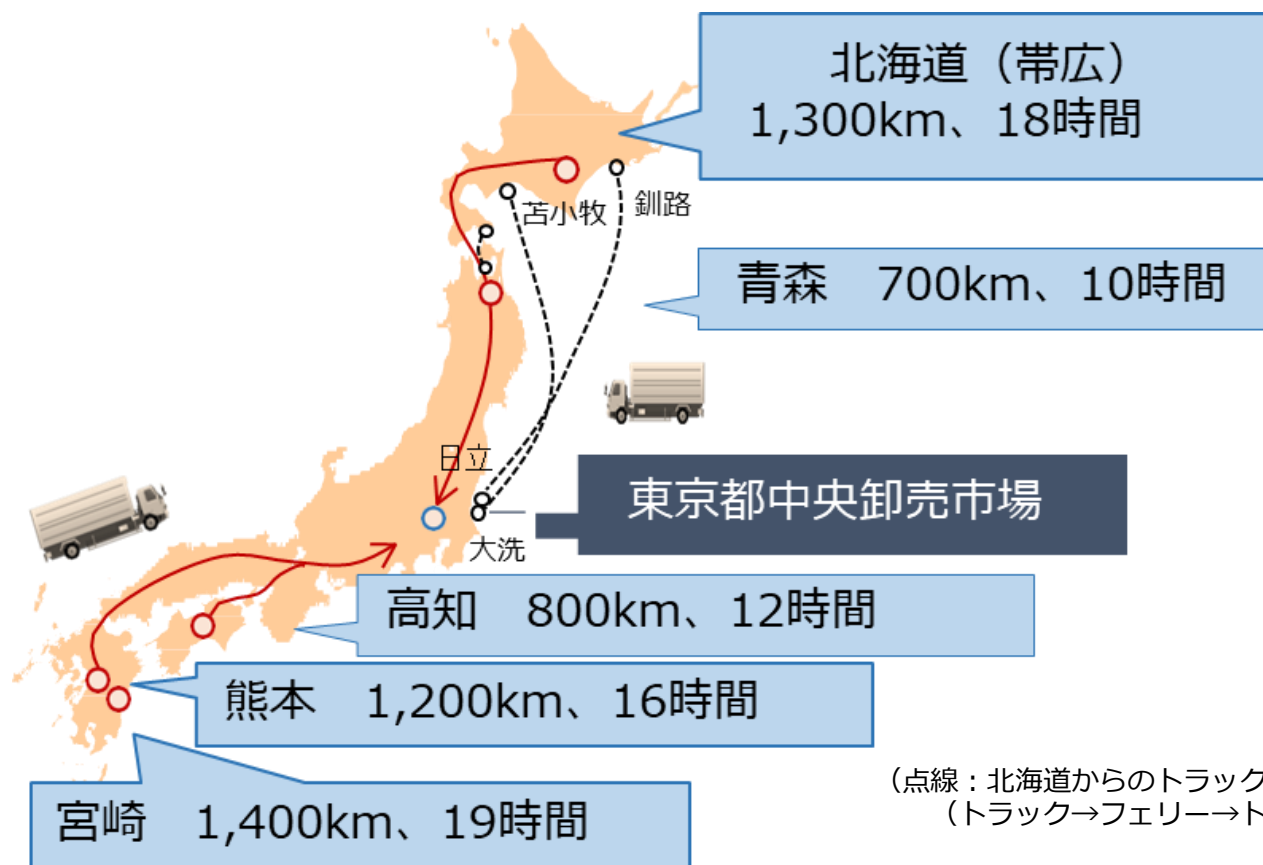 北海道（帯広）
1,300km、18時間
苫小牧
釧路
青森　700km、10時間
日立
東京都中央卸売市場
大洗
高知　800km、12時間
熊本　1,200km、16時間
宮崎　1,400km、19時間
（点線：北海道からのトラック
（トラック→フェリー→ト